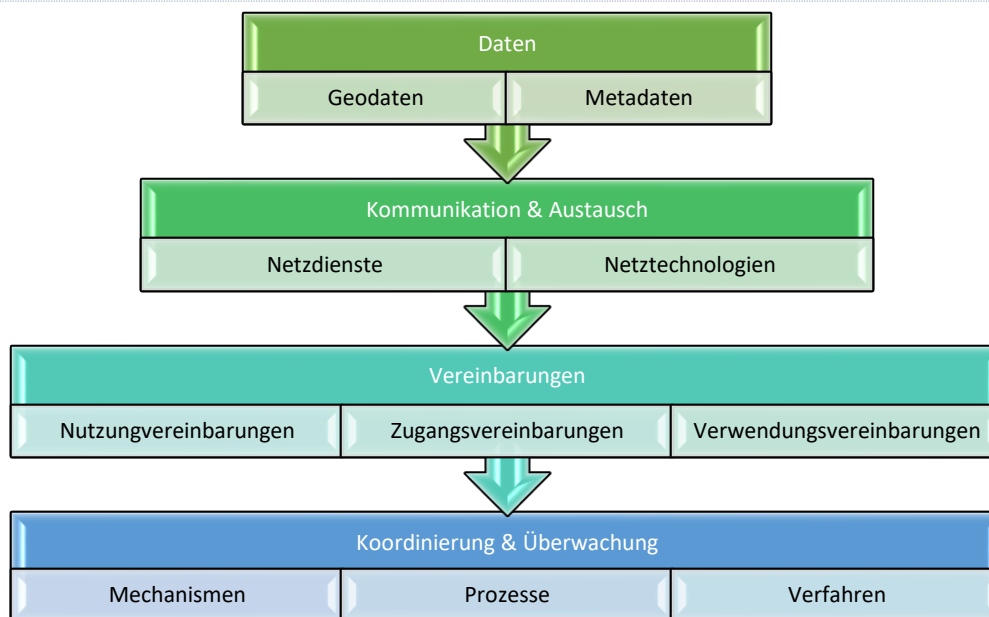 Daten
Geodaten Metadaten
Kommunikation & Austausch
Netzdienste Netztechnologien
Vereinbarungen
Nutzungvereinbarungen Zugangsvereinbarungen Verwendungsvereinbarungen
Koordinierung & Überwachung
Mechanismen Prozesse Verfahren